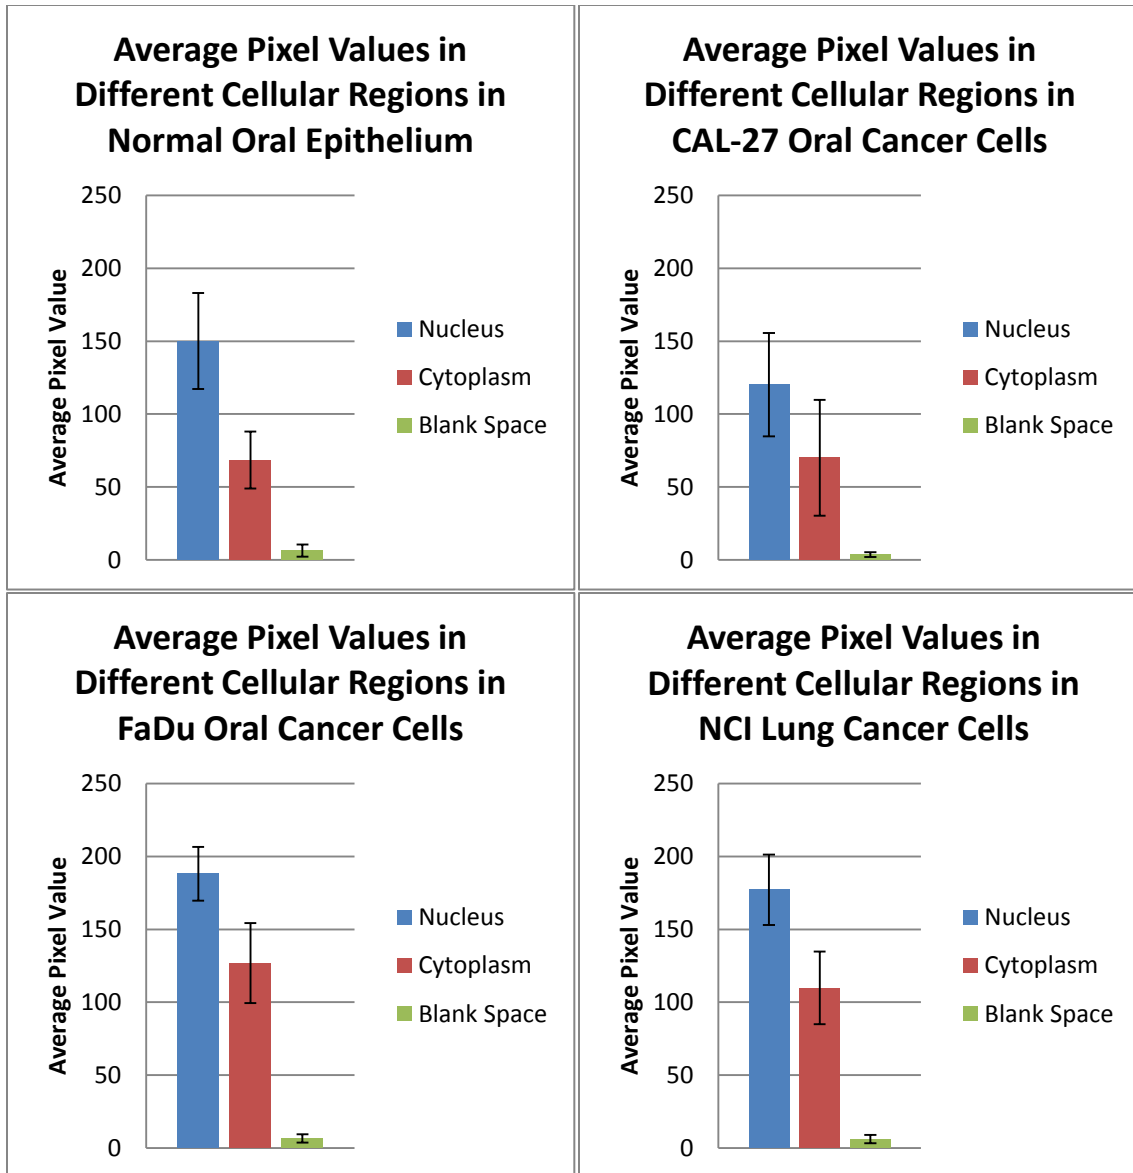 Average Pixel Values in
Different Cellular Regions in
Normal Oral Epithelium
250
200
150
100
50
0
Average Pixel Value
Nucleus
Cytoplasm
Blank Space
Average Pixel Values in
Different Cellular Regions in
CAL-27 Oral Cancer Cells
250
200
150
100
50
0
Average Pixel Value
Nucleus
Cytoplasm
Blank Space
Average Pixel Values in
Different Cellular Regions in
FaDu Oral Cancer Cells
250
200
150
100
50
0
Average Pixel Value
Nucleus
Cytoplasm
Blank Space
Average Pixel Values in
Different Cellular Regions in
NCI Lung Cancer Cells
250
200
150
100
50
0
Average Pixel Value
Nucleus
Cytoplasm
Blank Space